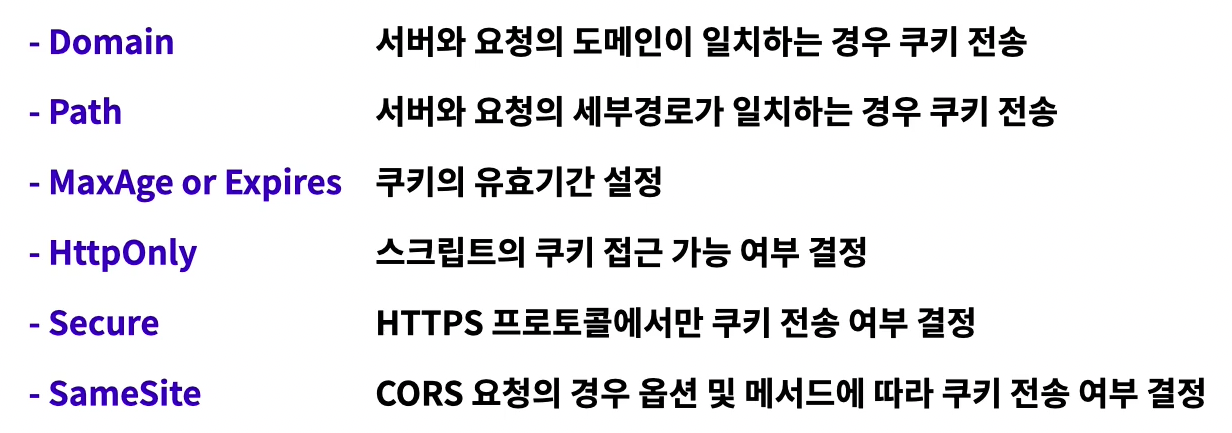 - Domain 서버와 요청의 도메인이 일치하는 경우 쿠키 전송
- Path 서버와 요청의 세부경로가 일치하는 경우 쿠키 전송
- MaxAge or Expires 쿠키의 유효기간 설정
- HttpOnly 스크립트의 쿠키 접근 가능 여부 결정
- Secure HTTPS 프로토콜에서만 쿠키 전송 여부 결정
- SameSite CORS 요청의 경우 옵션 및 메서드에 따라 쿠키 전송 여부 결정